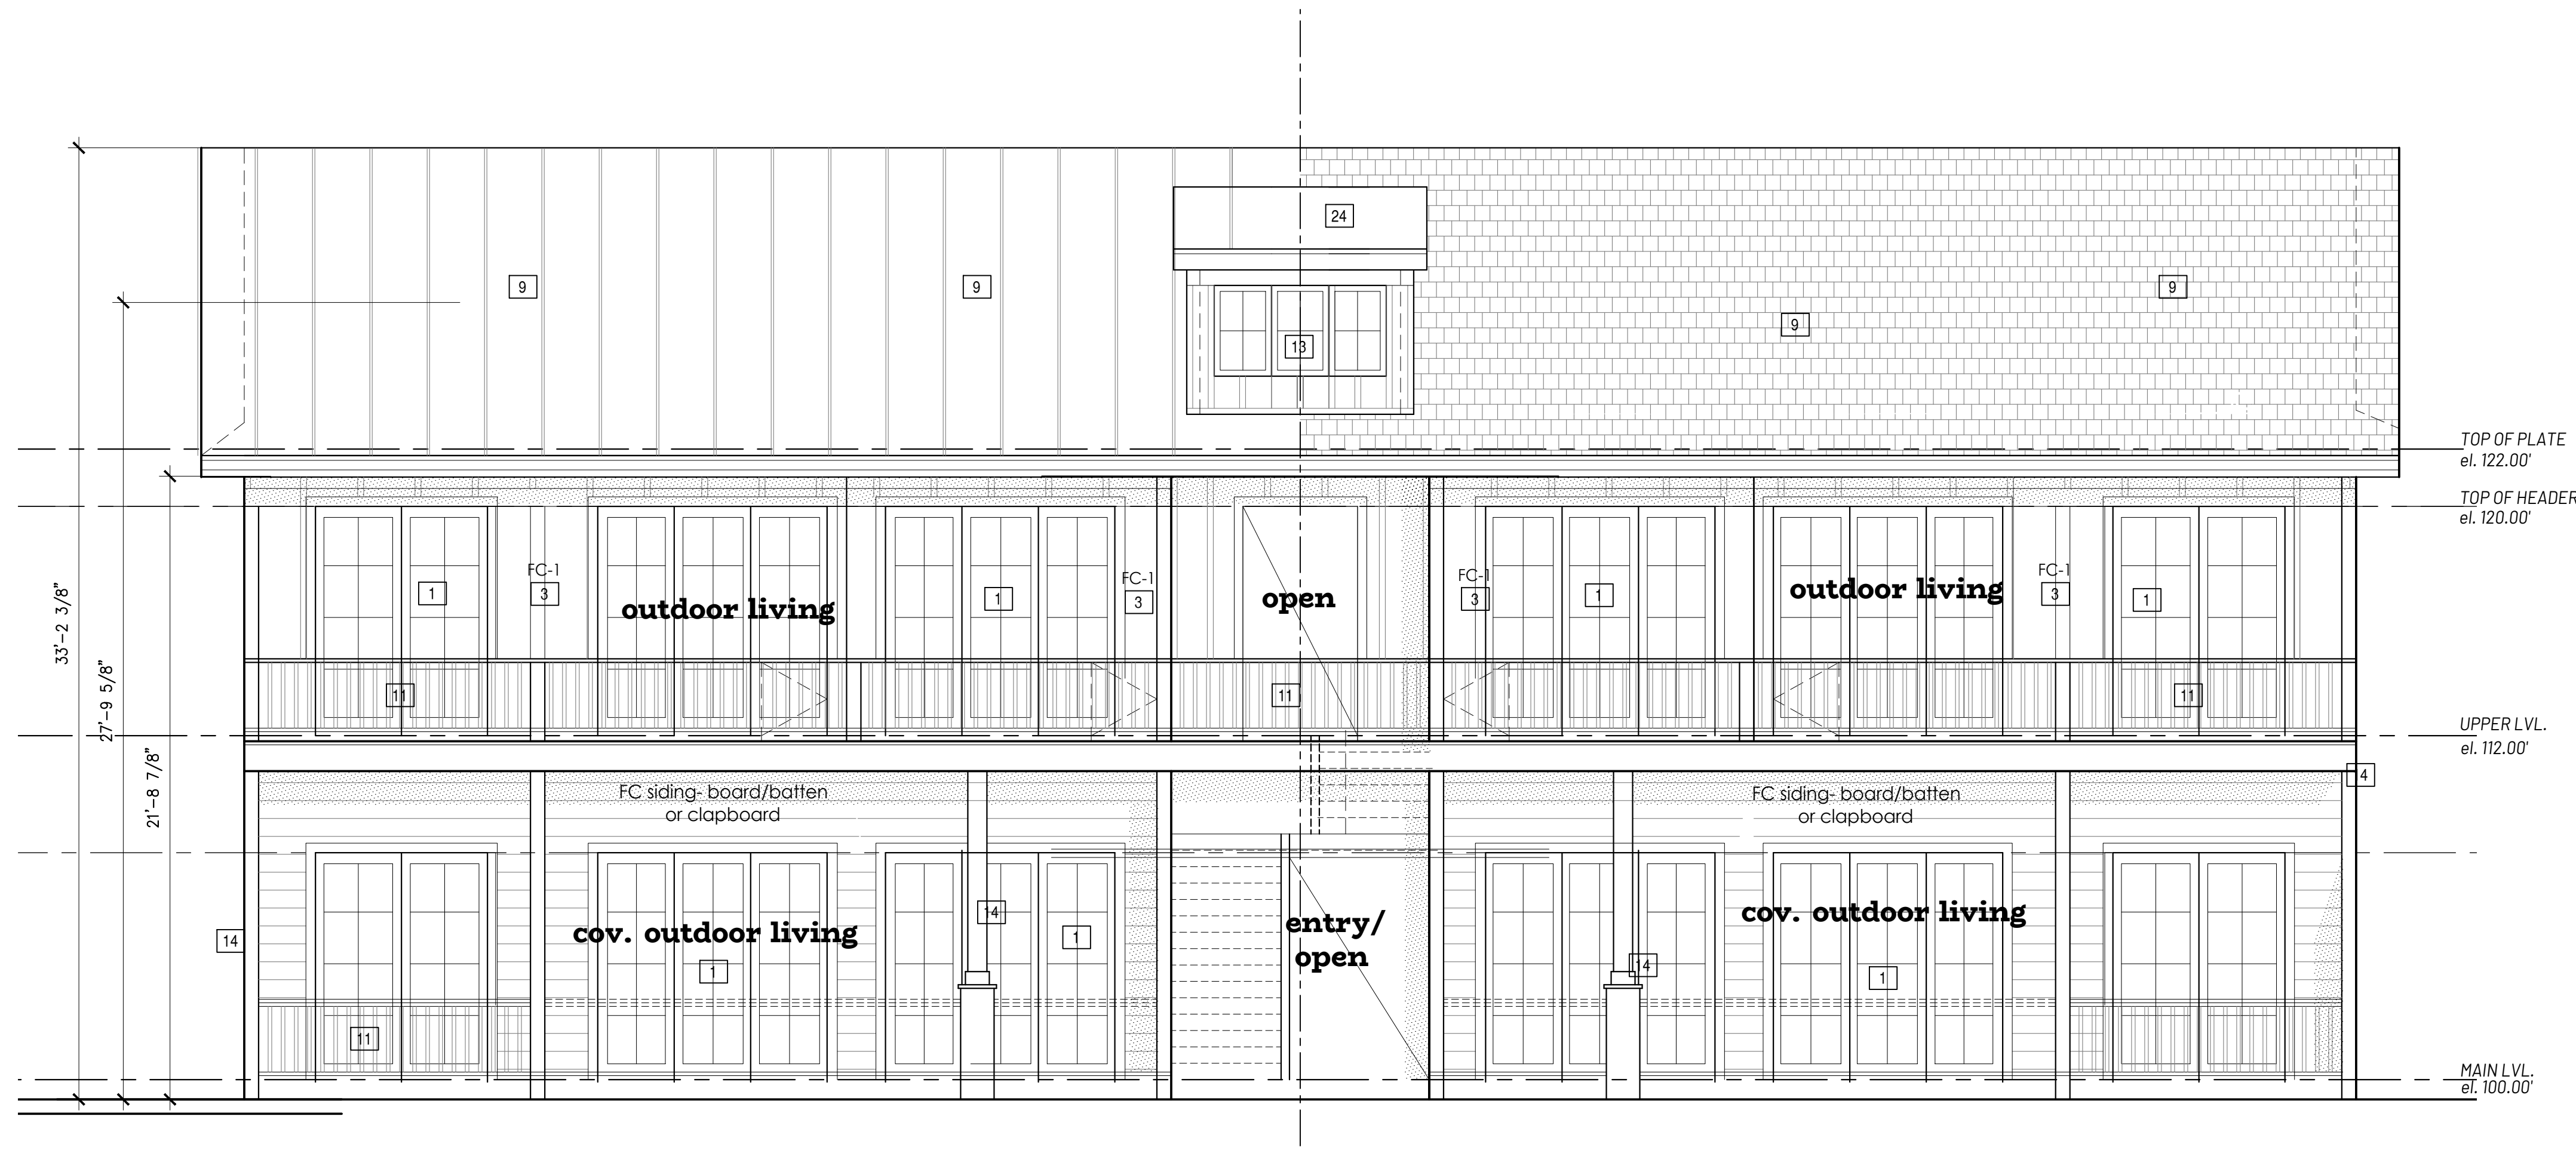 24
9
9
9
13
9
TOP OF PLATE
el. 122.00'
TOP OF HEADER
el. 120.00'
33'-2 3/8"
27'-9 5/8"
21'-8 7/8"
FC-1
FC-1
FC-1
FC-1
1
3
outdoor living
1
3
open
3
1
outdoor living
3
1
11
11
11
UPPER LVL.
el. 112.00'
4
FC siding- board/batten
or clapboard
FC siding- board/batten
or clapboard
14
cov. outdoor living
14
1
entry/
open
cov. outdoor living
1
14
1
11
MAIN LVL.
el. 100.00'